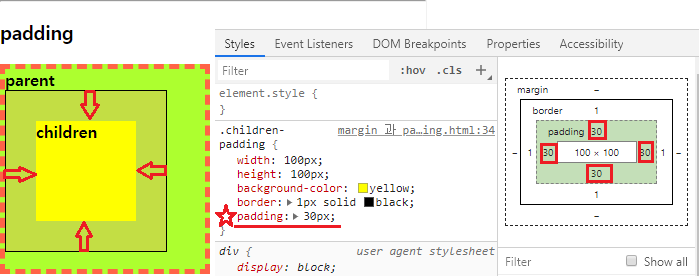 padding
parent
children
Styles Event Listeners DOM Breakpoints Properties Accessibility
Filter :hov .cls +
element.style {
}
.children- margin 과 pa…ing.html:34
padding {
width: 100px;
height: 100px;
background-color: yellow;
border: 1px solid black;
padding: 30px;
}
div { user agent stylesheet
display: block;
margin –
border 1
padding 30
– 1 30 100 × 100 30 1 –
30
1
–
Filter Show all